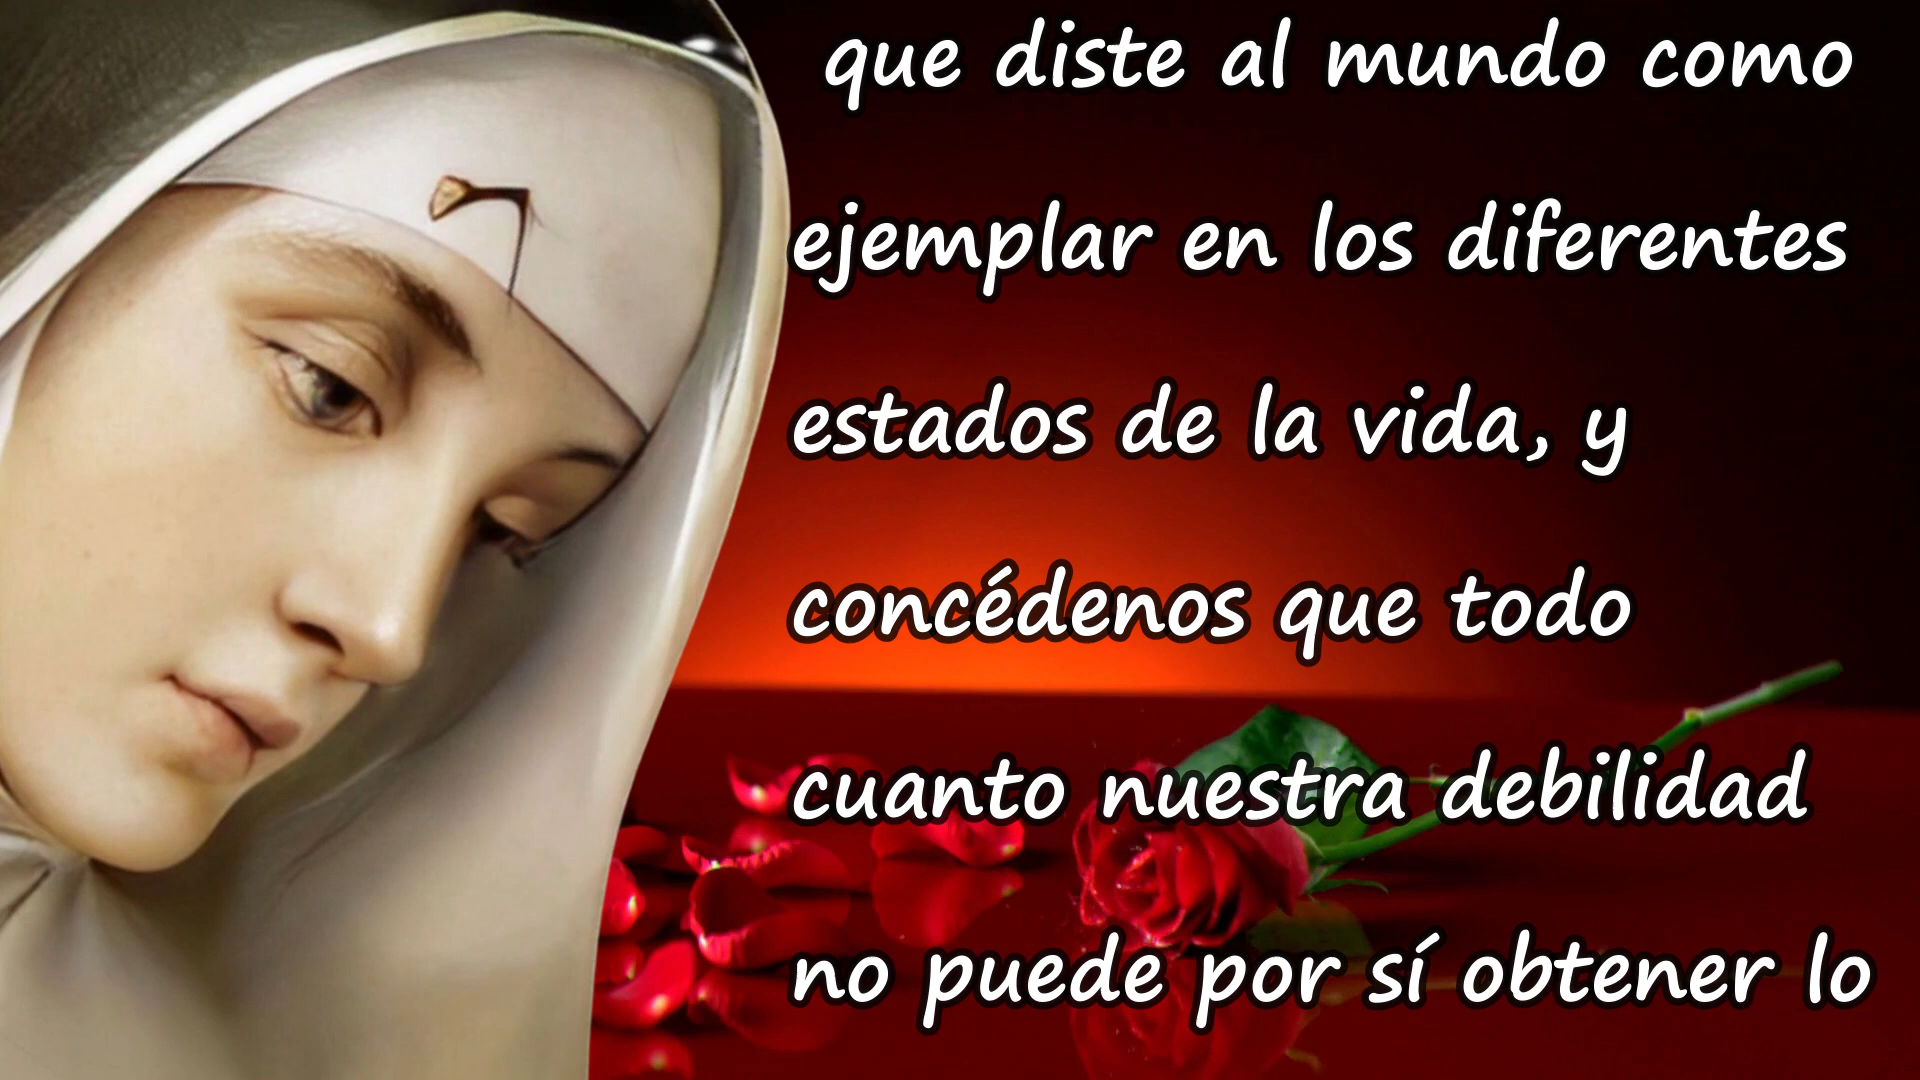 que diste al mundo como
ejemplar en los diferentes
estados de la vida, y
concédenos que todo
cuanto nuestra debilidad
no puede por sí obtener lo